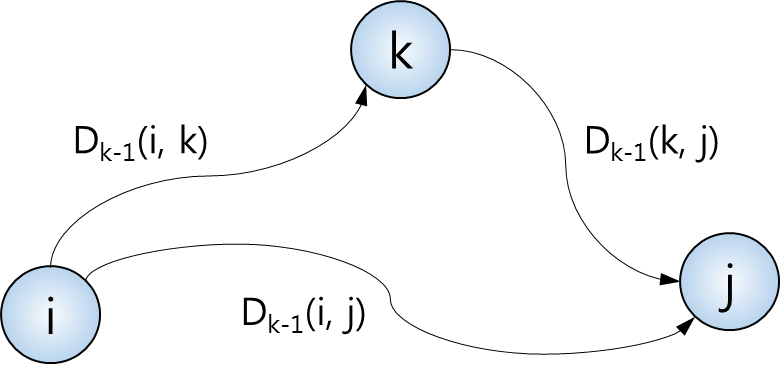 k
D_{k-1}(i, k)
D_{k-1}(k, j)
i
D_{k-1}(i, j)
j